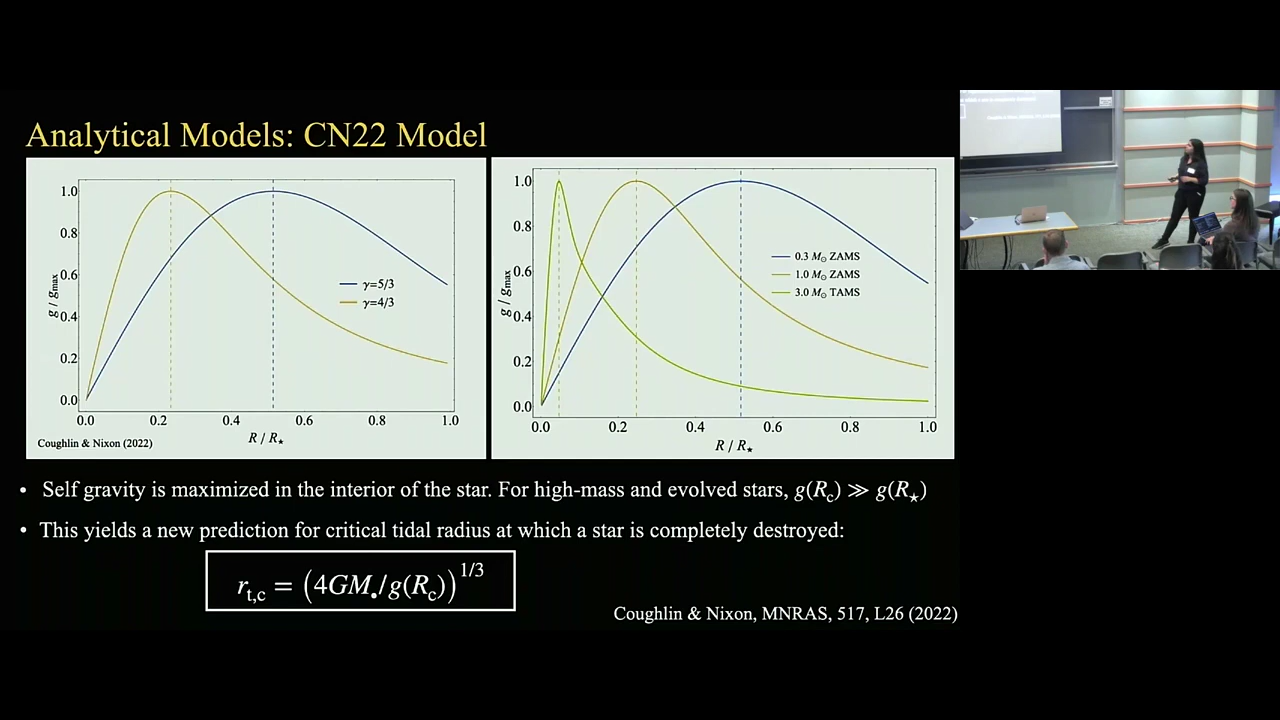 Analytical Models: CN22 Model
1.0
0.8
0.6
0.4
0.2
0.0
g / gmax
γ=5/3
γ=4/3
0.0 0.2 0.4 0.6 0.8 1.0
R / R⋆
Coughlin & Nixon (2022)
1.0
0.8
0.6
0.4
0.2
0.0
g / gmax
0.3 M⊙ ZAMS
1.0 M⊙ ZAMS
3.0 M⊙ TAMS
0.0 0.2 0.4 0.6 0.8 1.0
R / R⋆
• Self gravity is maximized in the interior of the star. For high-mass and evolved stars, g(Rc) ≫ g(R⋆)
• This yields a new prediction for critical tidal radius at which a star is completely destroyed:
rt,c = (4GM•/g(Rc))^1/3
Coughlin & Nixon, MNRAS, 517, L26 (2022)